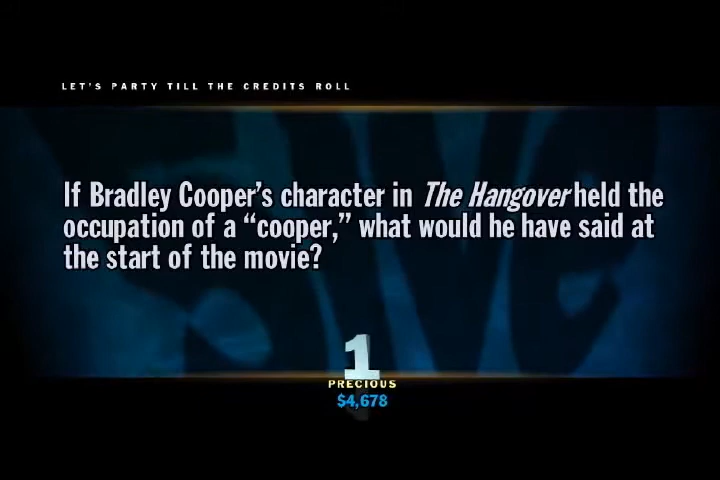 LET'S PARTY TILL THE CREDITS ROLL
If Bradley Cooper's character in The Hangover held the
occupation of a “cooper,” what would he have said at
the start of the movie?
1
PRECIOUS
$4,678